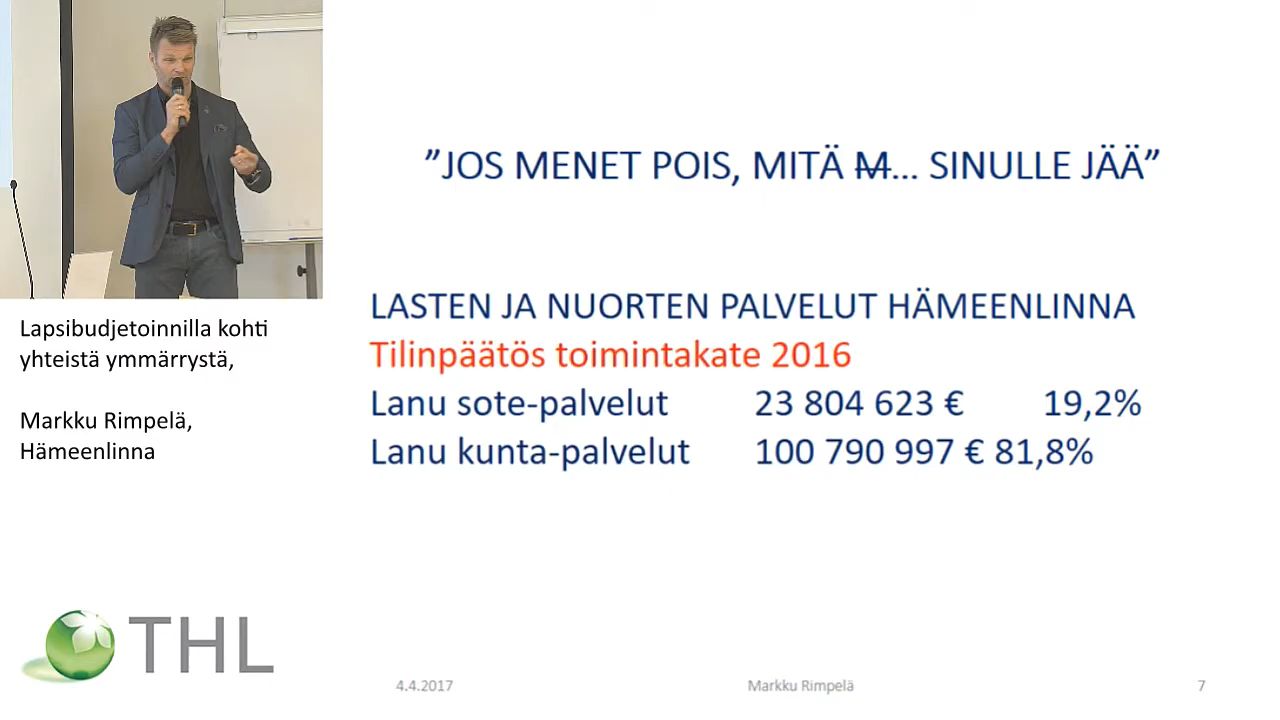 ”JOS MENET POIS, MITÄ M... SINULLE JÄÄ”
LASTEN JA NUORTEN PALVELUT HÄMEENLINNA
Tilinpäätös toimintakate 2016
Lanu sote-palvelut 23 804 623 € 19,2%
Lanu kunta-palvelut 100 790 997 € 81,8%
Lapsibudjetoinnilla kohti
yhteistä ymmärrystä,
Markku Rimpelä,
Hämeenlinna
THL
4.4.2017 Markku Rimpelä 7